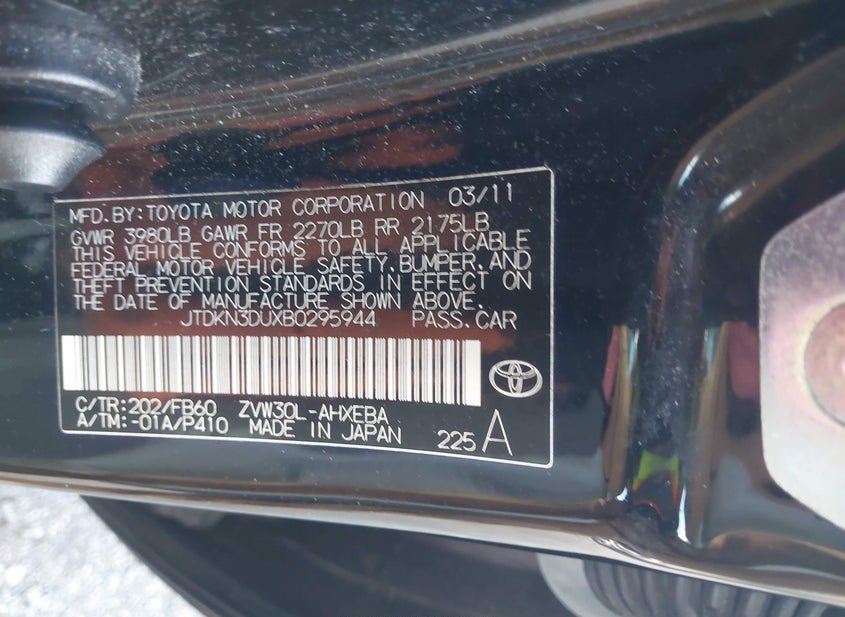 MFD. BY: TOYOTA MOTOR CORPORATION 03/11
GVWR 3980LB GAWR FR 2270LB RR 2175LB
THIS VEHICLE CONFORMS TO ALL APPLICABLE
FEDERAL MOTOR VEHICLE SAFETY, BUMPER, AND
THEFT PREVENTION STANDARDS IN EFFECT ON
THE DATE OF MANUFACTURE SHOWN ABOVE.
JTDKN3DUXB0295944 PASS. CAR
C/TR: 202/FB60 ZVW30L-AHXEBA
A/TM: -01A/P410 MADE IN JAPAN 225 A